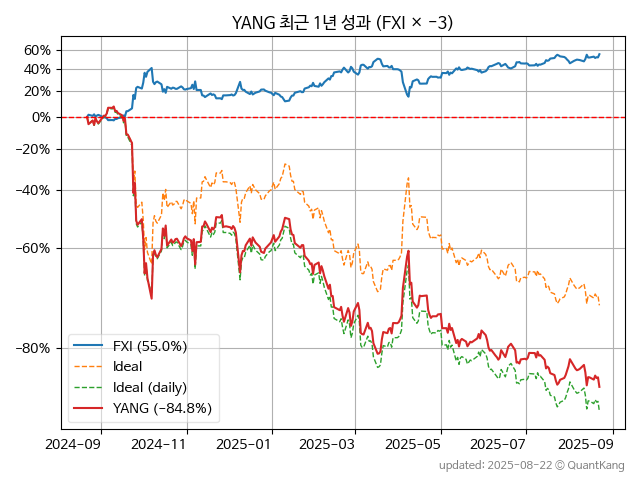 YANG 최근 1년 성과 (FXI × −3)
60%
40%
20%
0%
−20%
−40%
−60%
−80%
FXI (55.0%)
Ideal
Ideal (daily)
YANG (−84.8%)
2024-09 2024-11 2025-01 2025-03 2025-05 2025-07 2025-09
updated: 2025-08-22 © QuantKang